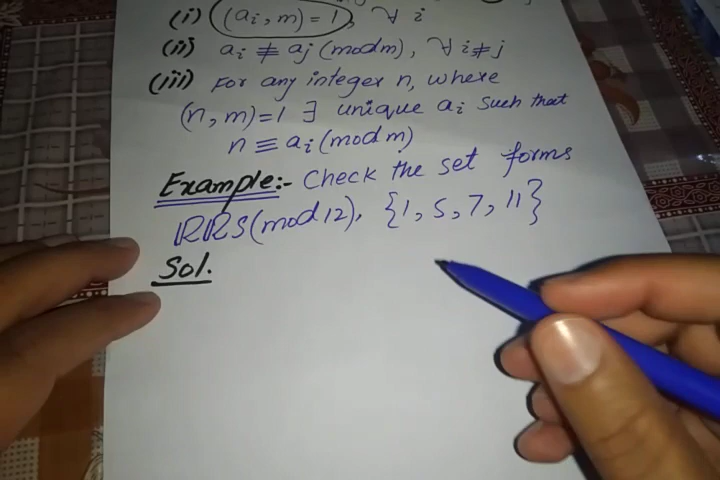 (i) (ai, m) = 1, ∀ i
(ii) ai ≢ aj (mod m), ∀ i ≠ j
(iii) For any integer n, where
(n, m) = 1 ∃ unique ai such that
n ≡ ai (mod m)
Example:- Check the set forms
RRS (mod 12), {1, 5, 7, 11}
Sol.